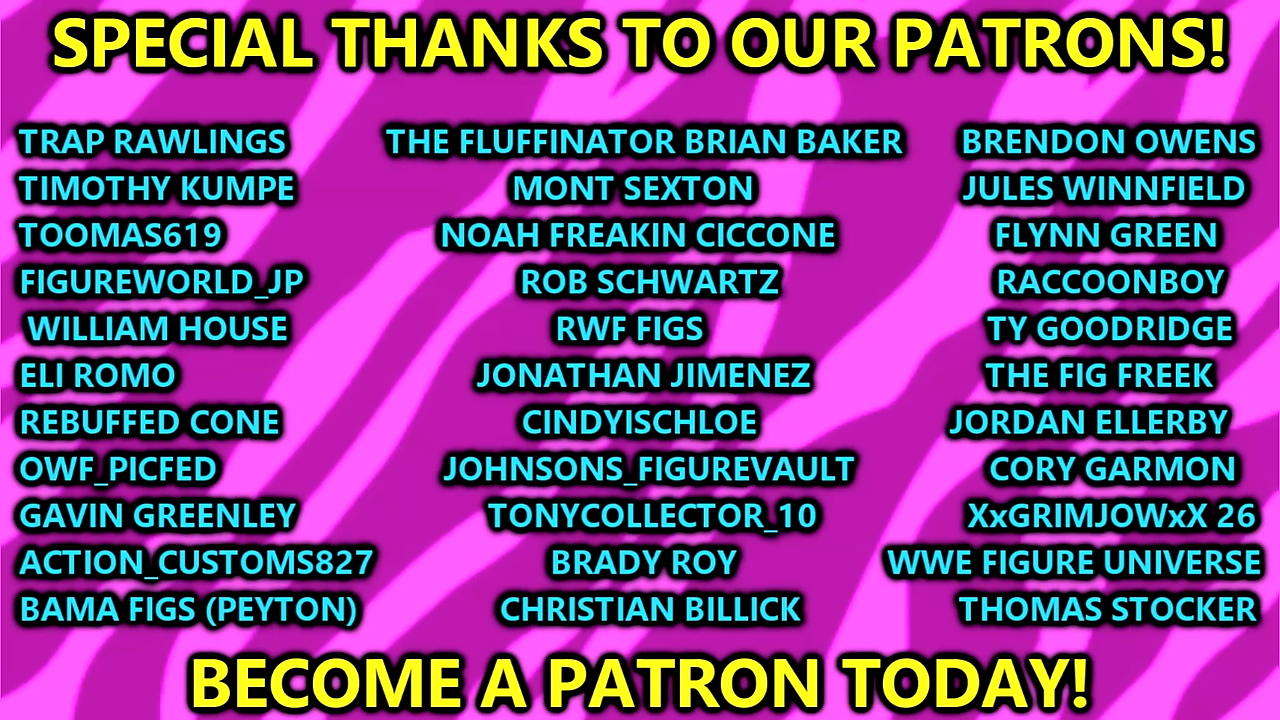 SPECIAL THANKS TO OUR PATRONS!
TRAP RAWLINGS
TIMOTHY KUMPE
TOOMAS619
FIGUREWORLD_JP
WILLIAM HOUSE
ELI ROMO
REBUFFED CONE
OWF_PICFED
GAVIN GREENLEY
ACTION_CUSTOMS827
BAMA FIGS (PEYTON)
THE FLUFFINATOR BRIAN BAKER
MONT SEXTON
NOAH FREAKIN CICCONE
ROB SCHWARTZ
RWF FIGS
JONATHAN JIMENEZ
CINDYISCHLOE
JOHNSONS_FIGUREVAULT
TONYCOLLECTOR_10
BRADY ROY
CHRISTIAN BILLICK
BRENDON OWENS
JULES WINNFIELD
FLYNN GREEN
RACCOONBOY
TY GOODRIDGE
THE FIG FREEK
JORDAN ELLERBY
CORY GARMON
XxGRIMJOWxX 26
WWE FIGURE UNIVERSE
THOMAS STOCKER
BECOME A PATRON TODAY!